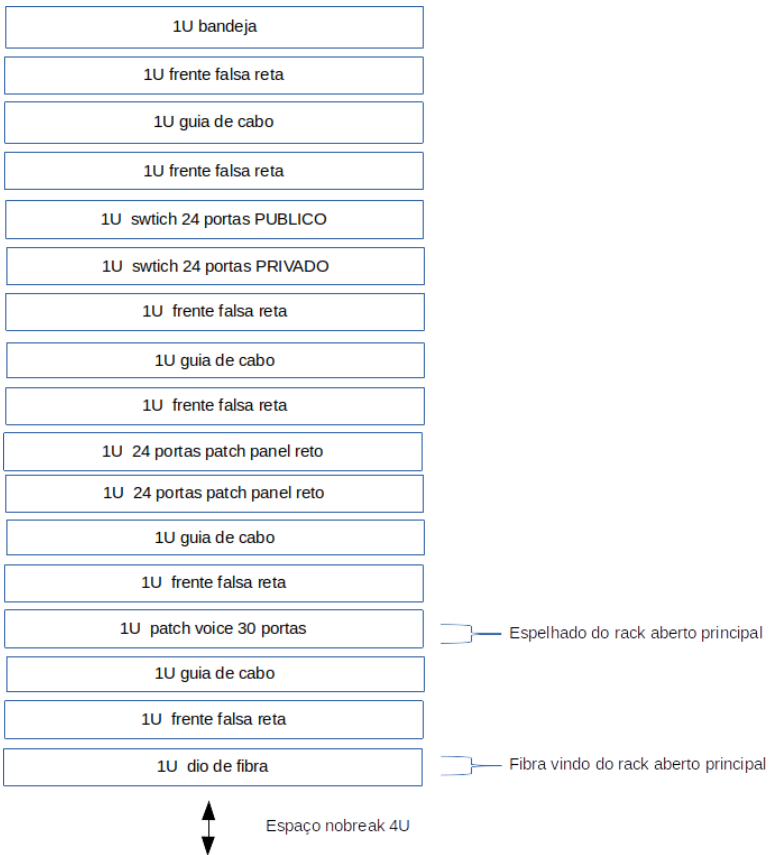 1U bandeja
1U frente falsa reta
1U guia de cabo
1U frente falsa reta
1U swtich 24 portas PUBLICO
1U swtich 24 portas PRIVADO
1U frente falsa reta
1U guia de cabo
1U frente falsa reta
1U 24 portas patch panel reto
1U 24 portas patch panel reto
1U guia de cabo
1U frente falsa reta
1U patch voice 30 portas
Espelhado do rack aberto principal
1U guia de cabo
1U frente falsa reta
1U dio de fibra
Fibra vindo do rack aberto principal
Espaço nobreak 4U